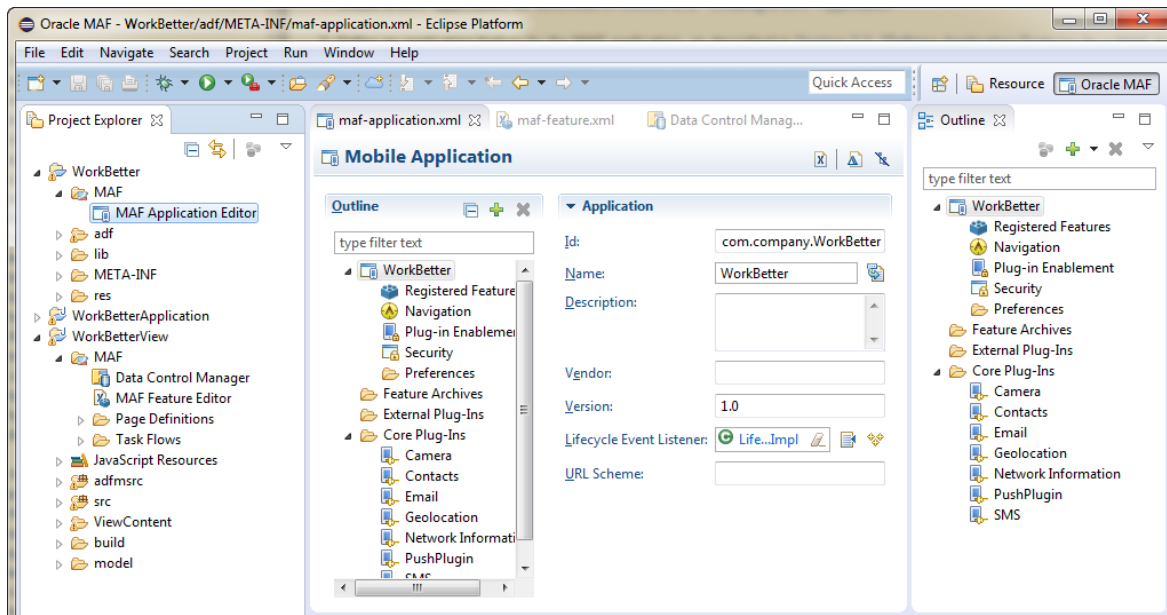 Oracle MAF - WorkBetter/adf/META-INF/maf-application.xml - Eclipse Platform
File Edit Navigate Search Project Run Window Help
Quick Access
Resource
Oracle MAF
Project Explorer
WorkBetter
MAF
MAF Application Editor
adf
lib
META-INF
res
WorkBetterApplication
WorkBetterView
MAF
Data Control Manager
MAF Feature Editor
Page Definitions
Task Flows
JavaScript Resources
adfmsrc
src
ViewContent
build
model
maf-application.xml
maf-feature.xml
Data Control Manag...
Mobile Application
Outline
type filter text
WorkBetter
Registered Feature
Navigation
Plug-in Enablemen
Security
Preferences
Feature Archives
External Plug-Ins
Core Plug-Ins
Camera
Contacts
Email
Geolocation
Network Informati
PushPlugin
SMS
Application
Id: com.company.WorkBetter
Name: WorkBetter
Description:
Vendor:
Version: 1.0
Lifecycle Event Listener: Life...Impl
URL Scheme:
Outline
type filter text
WorkBetter
Registered Features
Navigation
Plug-in Enablement
Security
Preferences
Feature Archives
External Plug-Ins
Core Plug-Ins
Camera
Contacts
Email
Geolocation
Network Information
PushPlugin
SMS